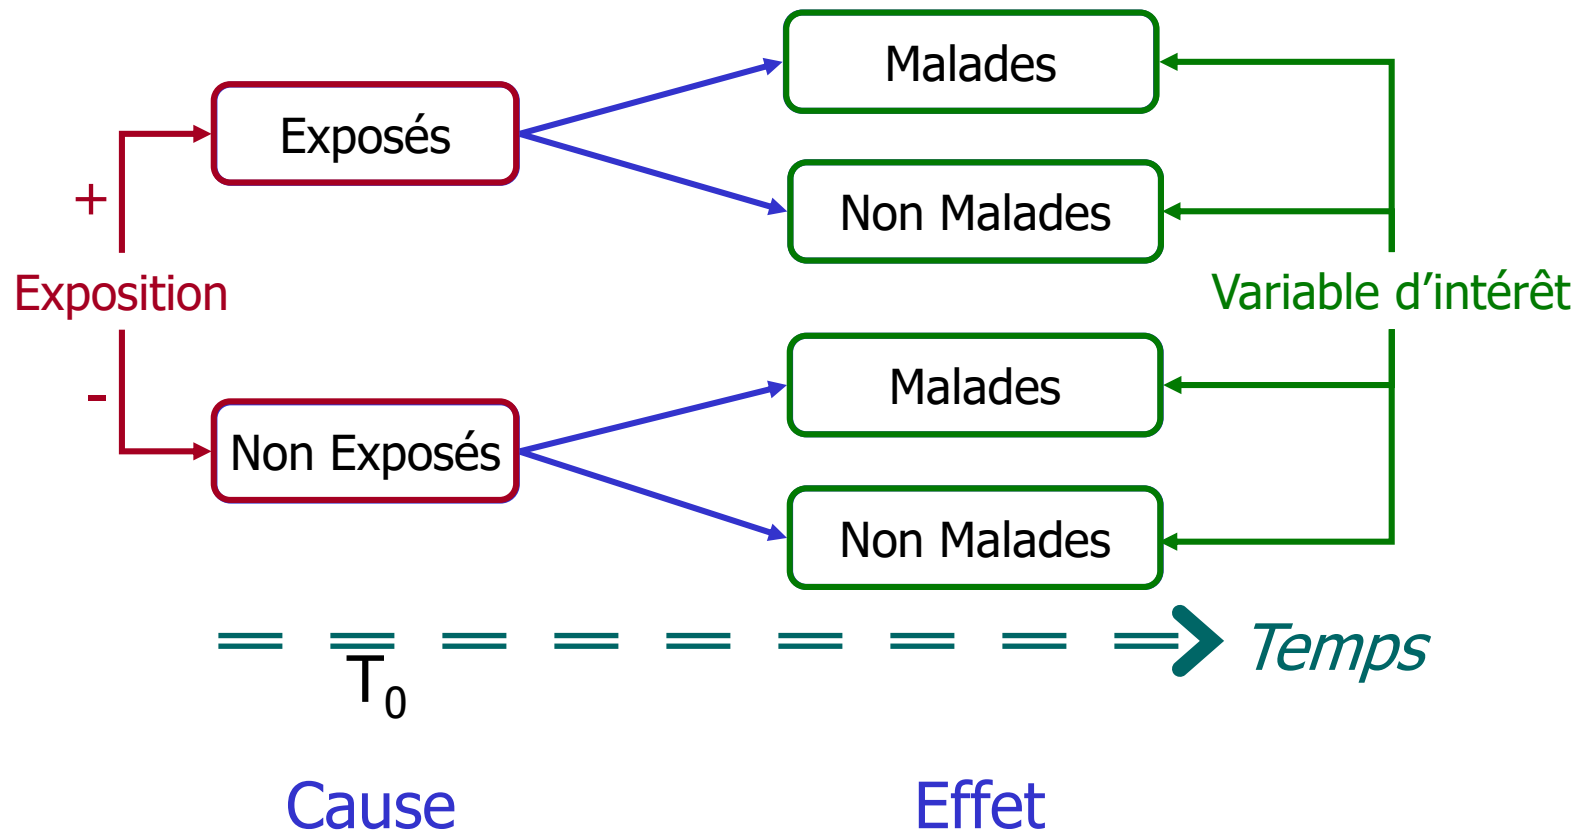 Malades
Exposés
+
Non Malades
Exposition
Variable d’intérêt
Malades
-
Non Exposés
Non Malades
Temps
T0
Cause
Effet